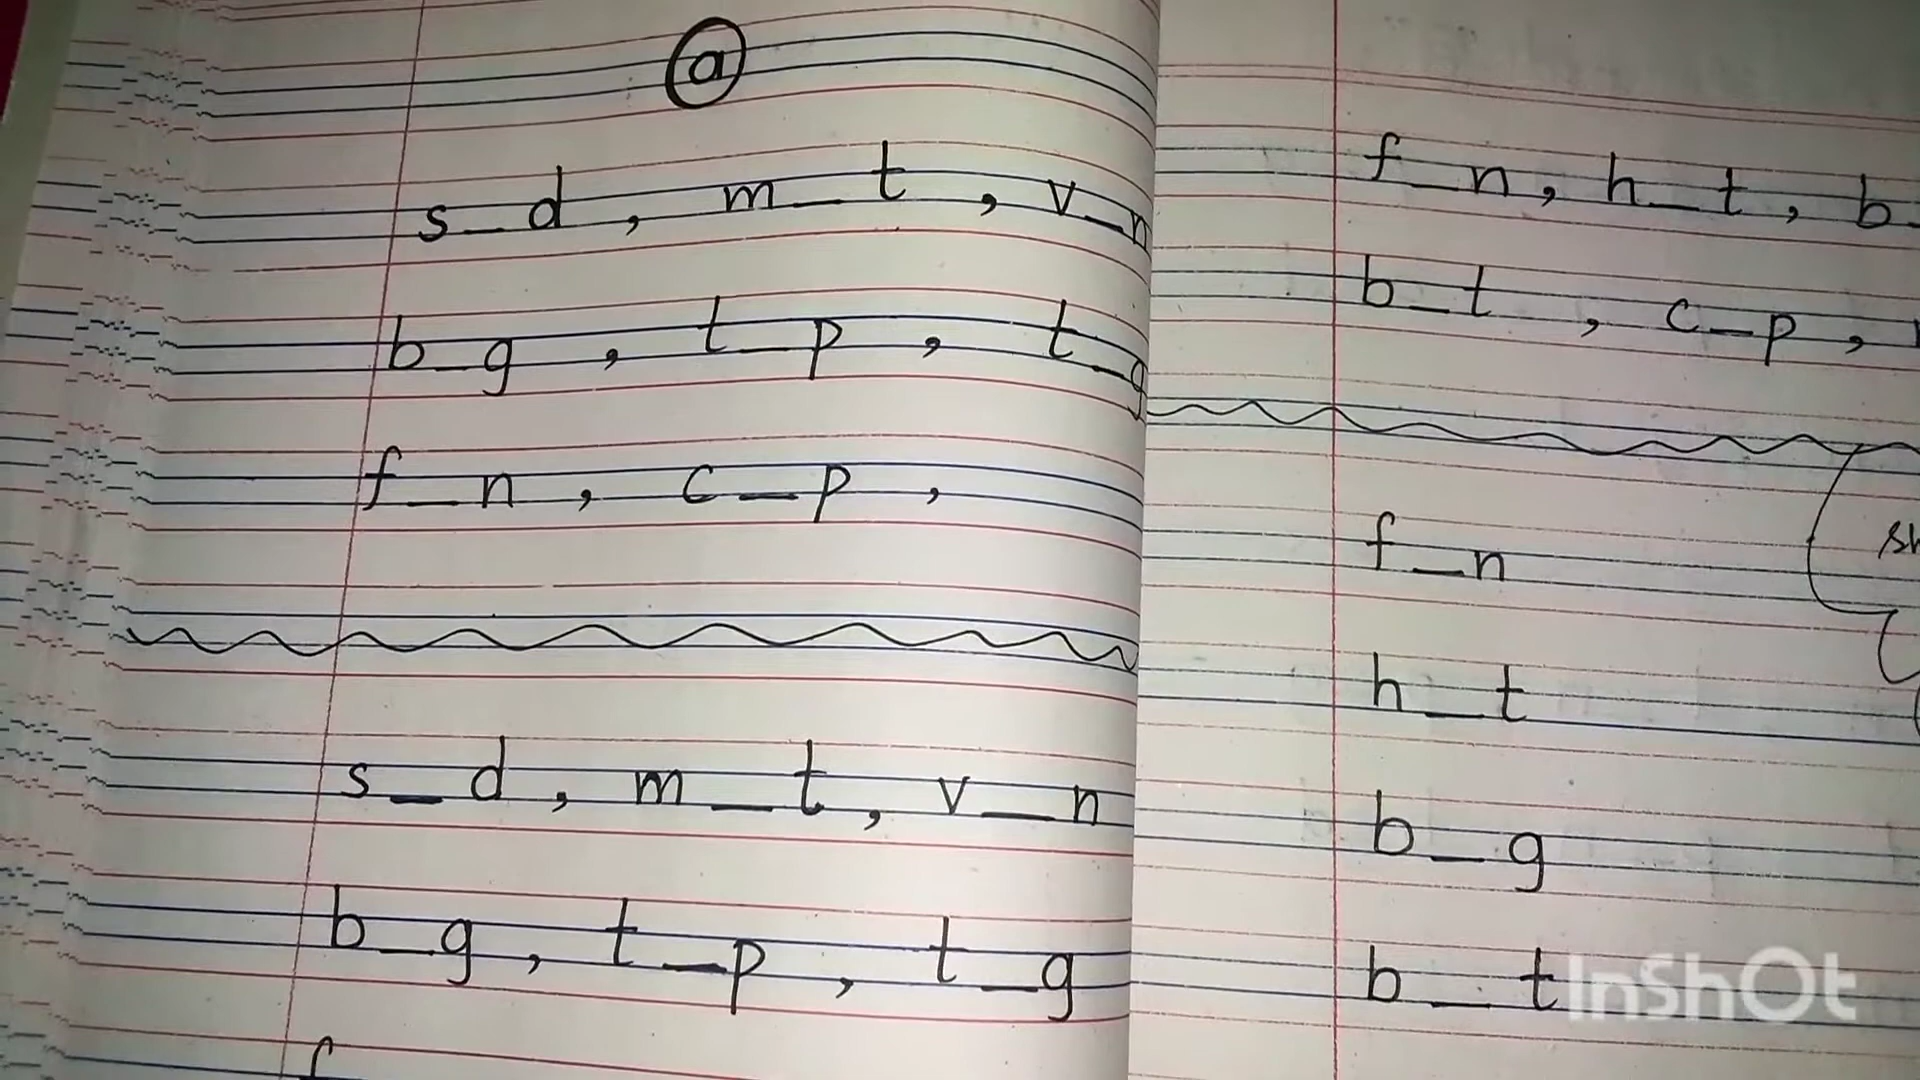 a
s_d, m_t, v_n
b_g, t_p, t_g
f_n, c_p,
s_d, m_t, v_n
b_g, t_p, t_g
f
f_n, h_t, b_
b_t, c_p,
f_n
h_t
b_g
b_t
InShOt